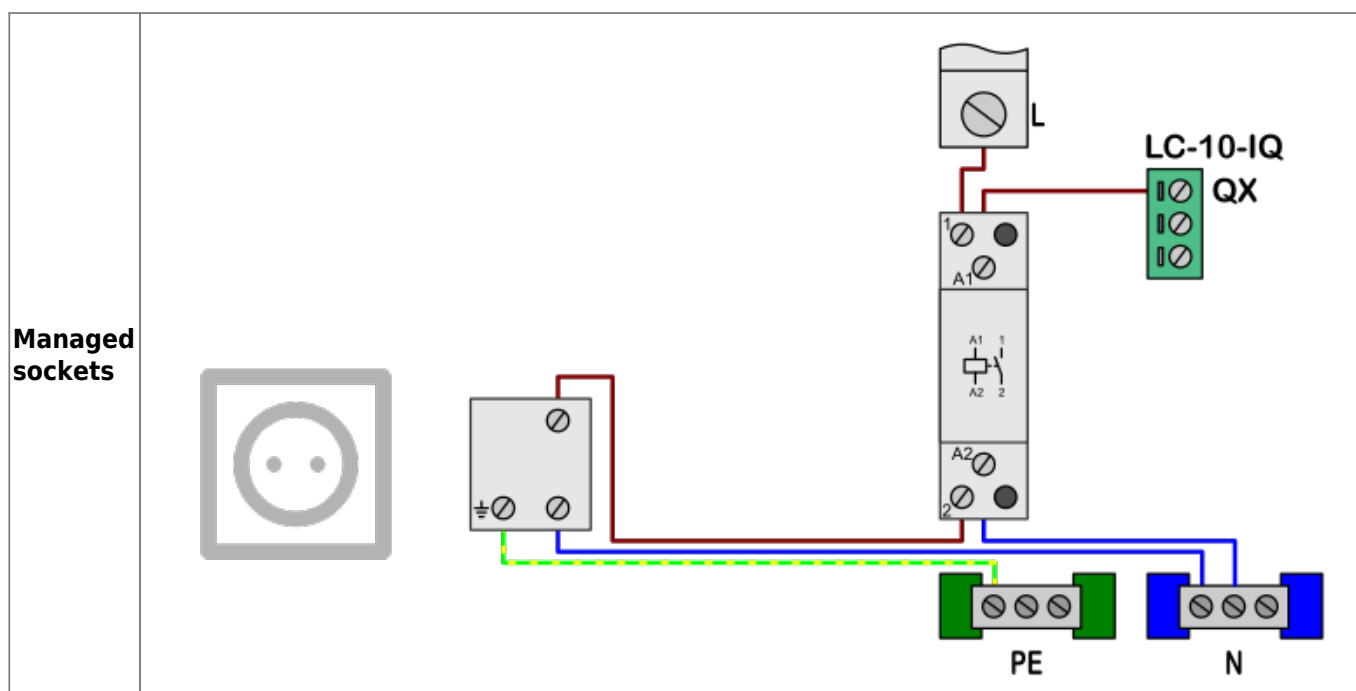 Managed
sockets
L
LC-10-IQ
QX
1
A1
A1 1
A2 2
A2
2
PE
N